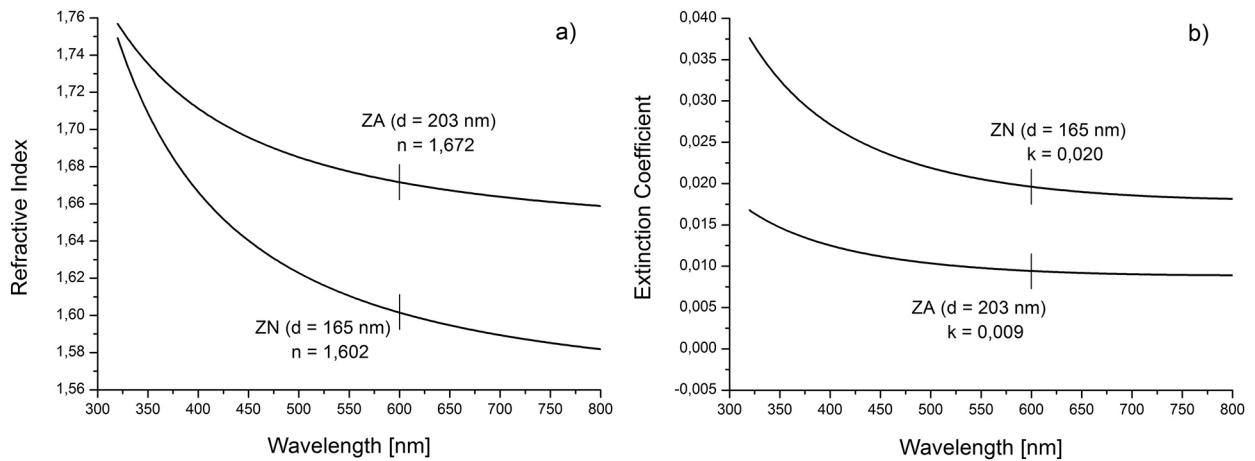 a)
Refractive Index
1,76
1,74
1,72
1,70
1,68
1,66
1,64
1,62
1,60
1,58
1,56
ZA (d = 203 nm)
n = 1,672
ZN (d = 165 nm)
n = 1,602
300 350 400 450 500 550 600 650 700 750 800
Wavelength [nm]
b)
Extinction Coefficient
0,040
0,035
0,030
0,025
0,020
0,015
0,010
0,005
0,000
-0,005
ZN (d = 165 nm)
k = 0,020
ZA (d = 203 nm)
k = 0,009
300 350 400 450 500 550 600 650 700 750 800
Wavelength [nm]